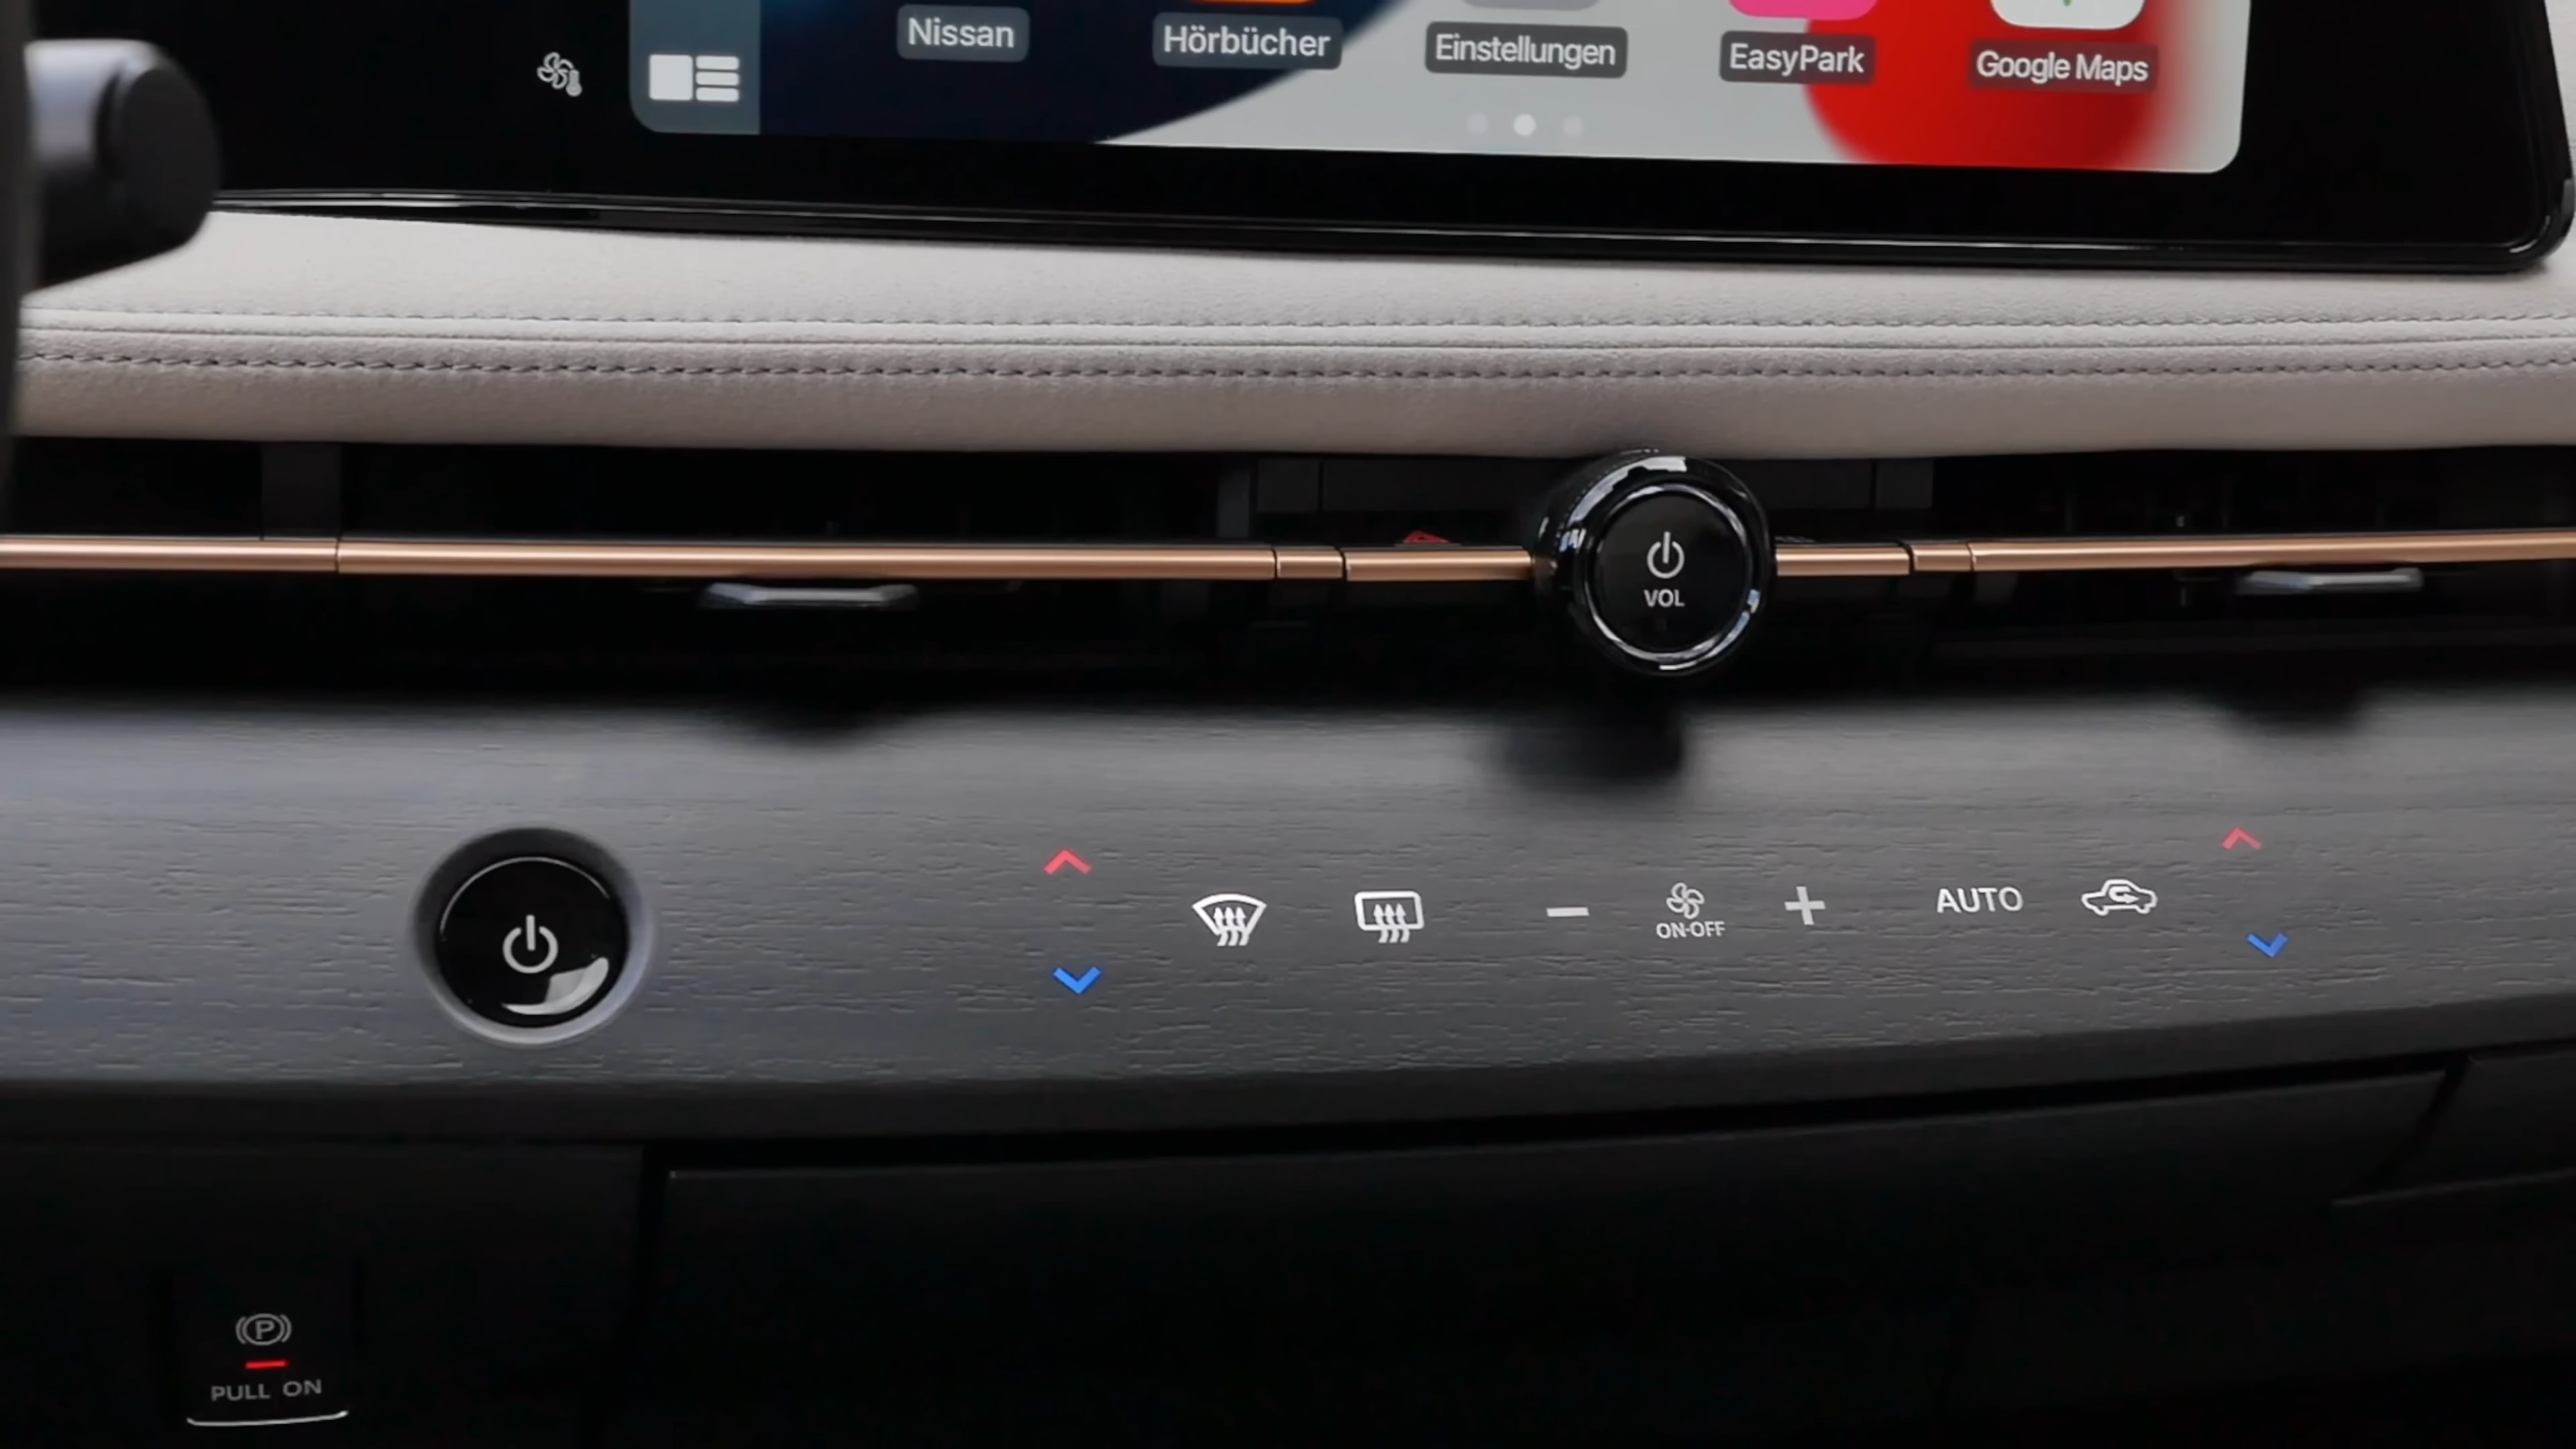 Nissan
Hörbücher
Einstellungen
EasyPark
Google Maps
VOL
ON·OFF
AUTO
P
PULL ON